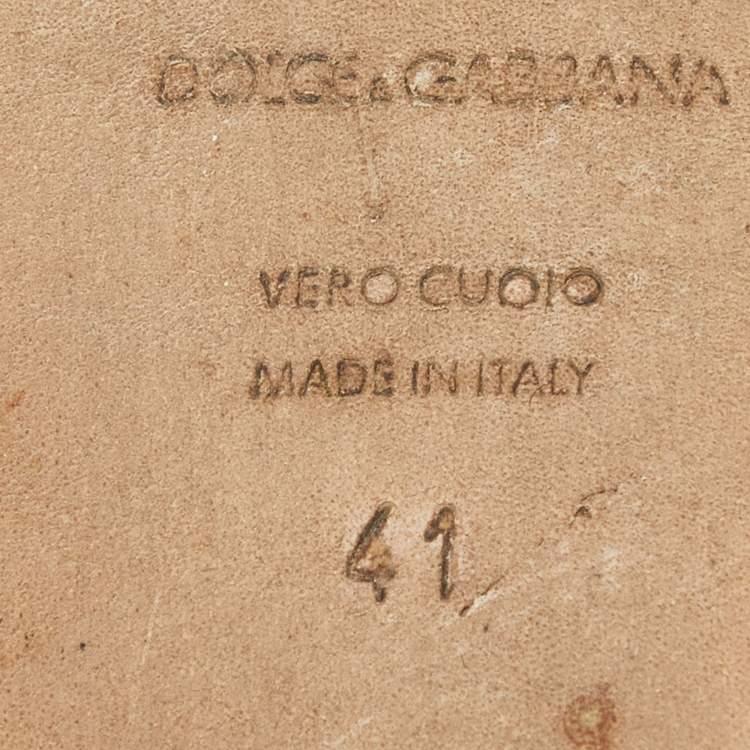 DOLCE & GABBANA
VERO CUOIO
MADE IN ITALY
41